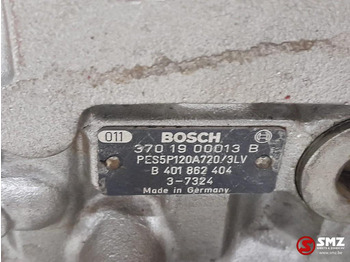 011
BOSCH
370 19 00013 B
PES5P120A720/3LV
B 401 862 404
3-7324
Made in Germany
SMZ